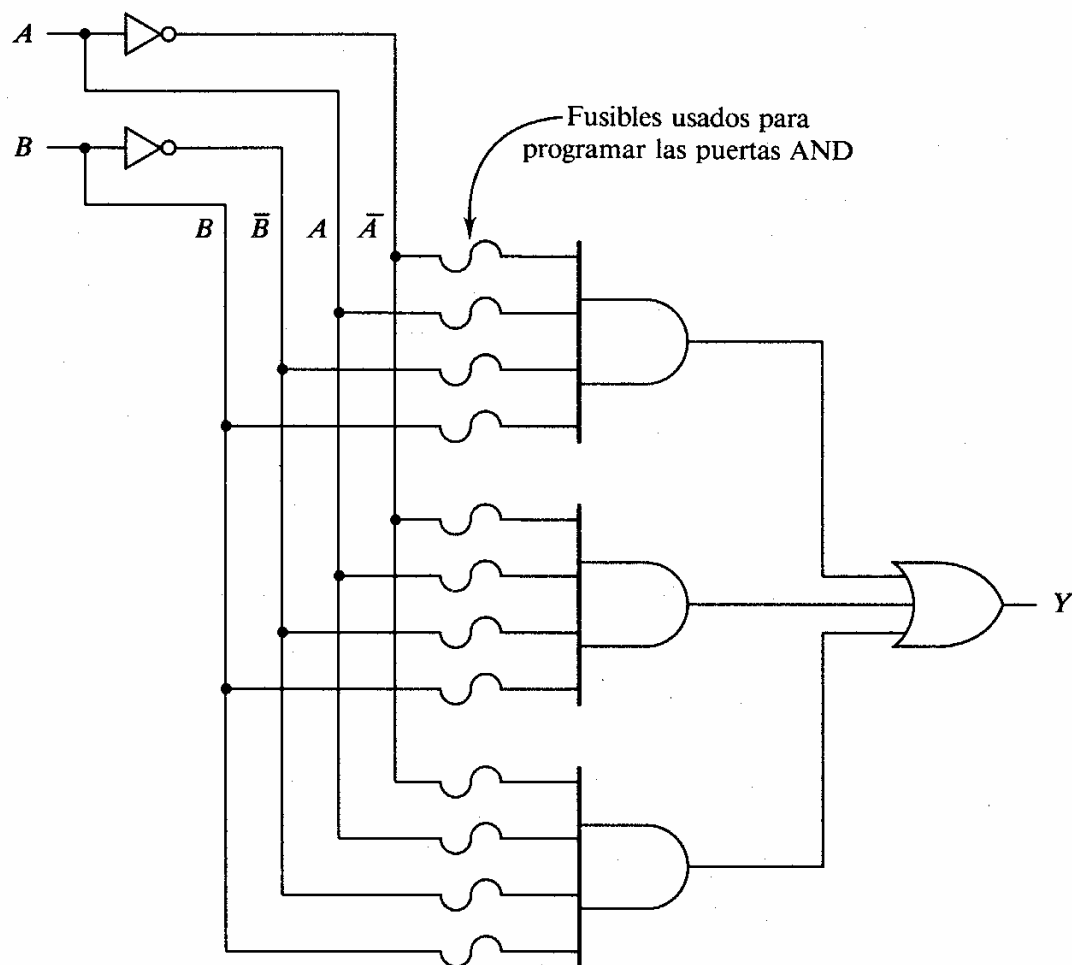 A
Fusibles usados para
programar las puertas AND
B
B B̅ A A̅
Y